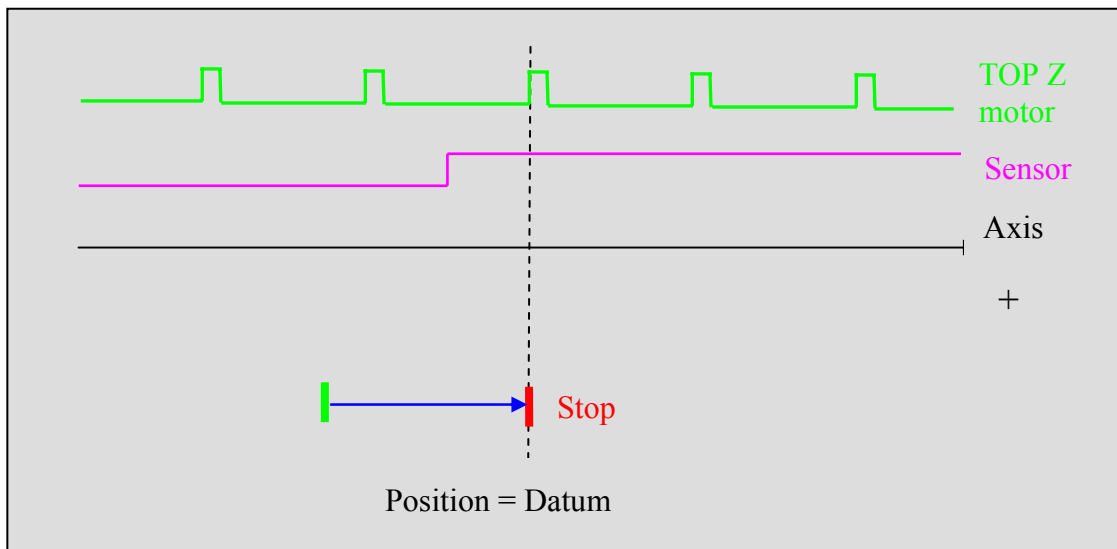 TOP Z
motor
Sensor
Axis
+
Stop
Position = Datum